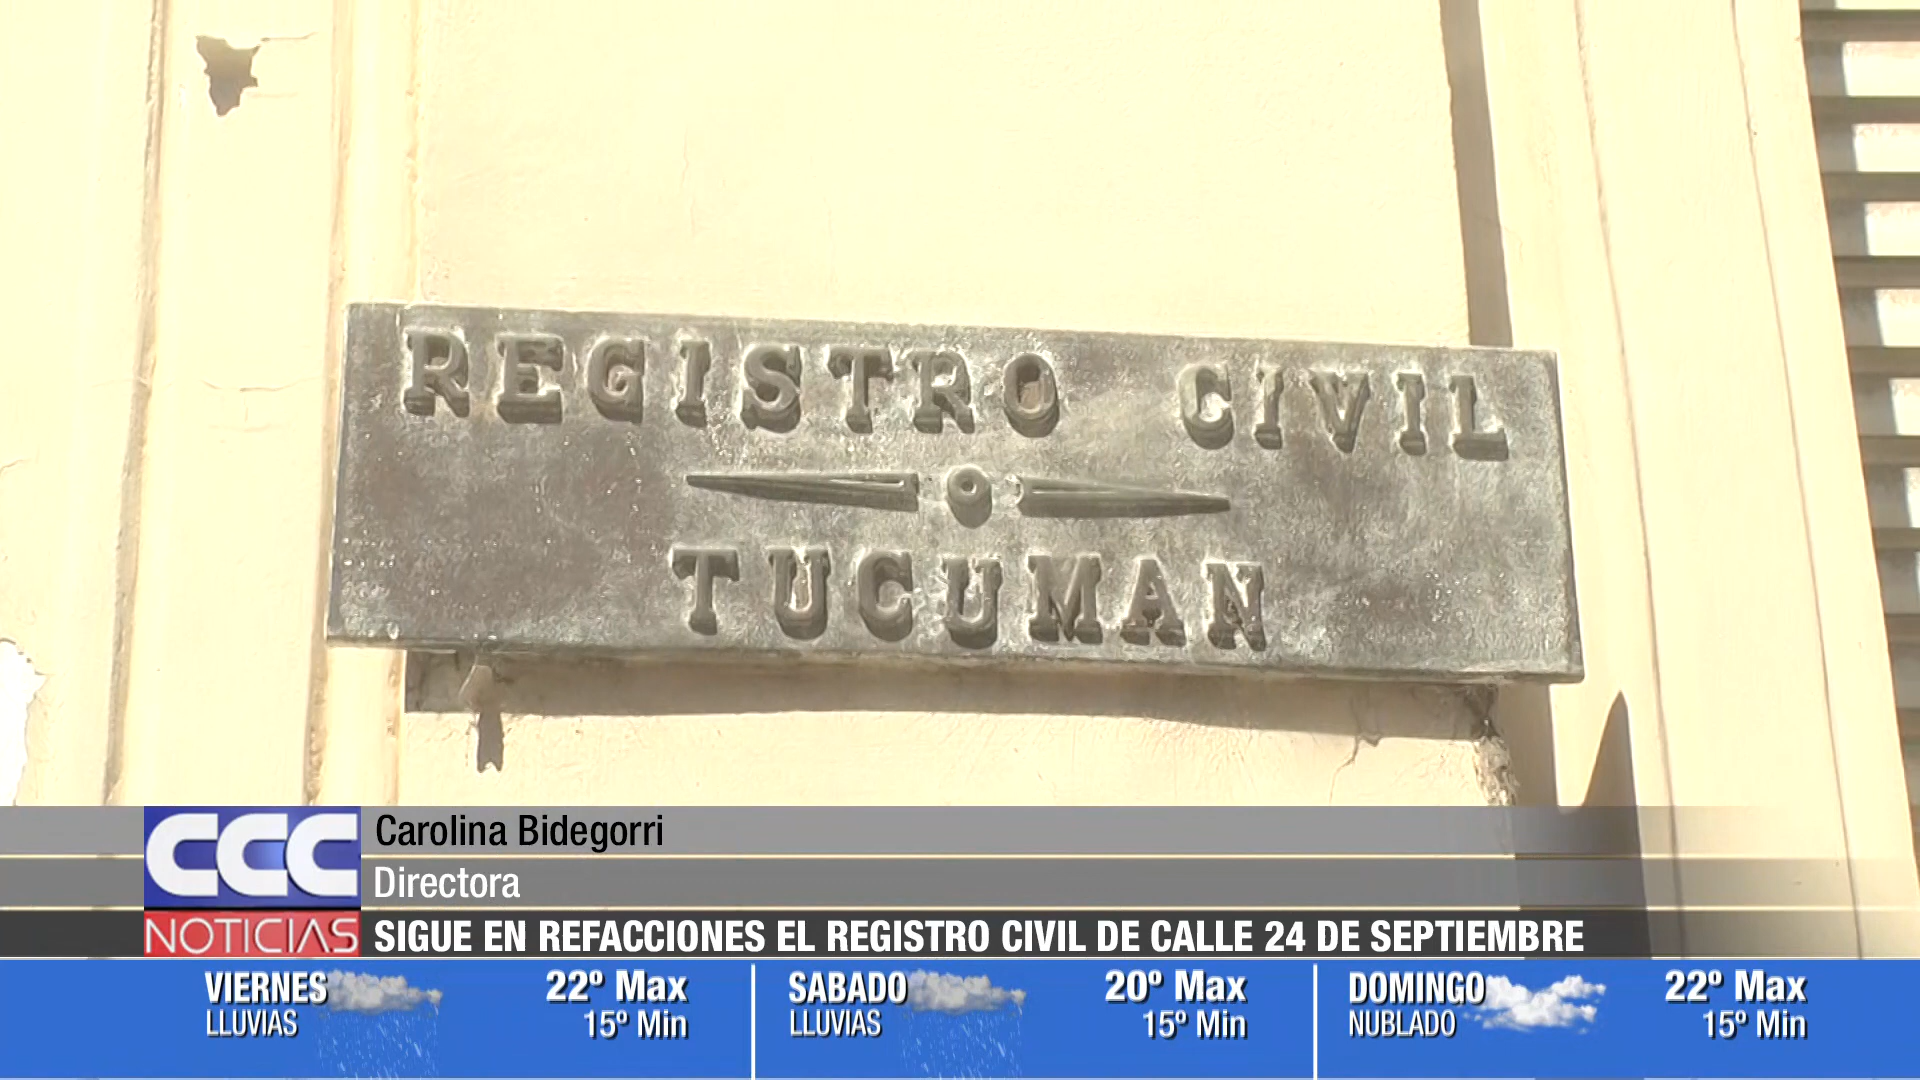 REGISTRO CIVIL
TUCUMAN
CCC
NOTICIAS
Carolina Bidegorri
Directora
SIGUE EN REFACCIONES EL REGISTRO CIVIL DE CALLE 24 DE SEPTIEMBRE
VIERNES 22º Max
LLUVIAS 15º Min
SABADO 20º Max
LLUVIAS 15º Min
DOMINGO 22º Max
NUBLADO 15º Min